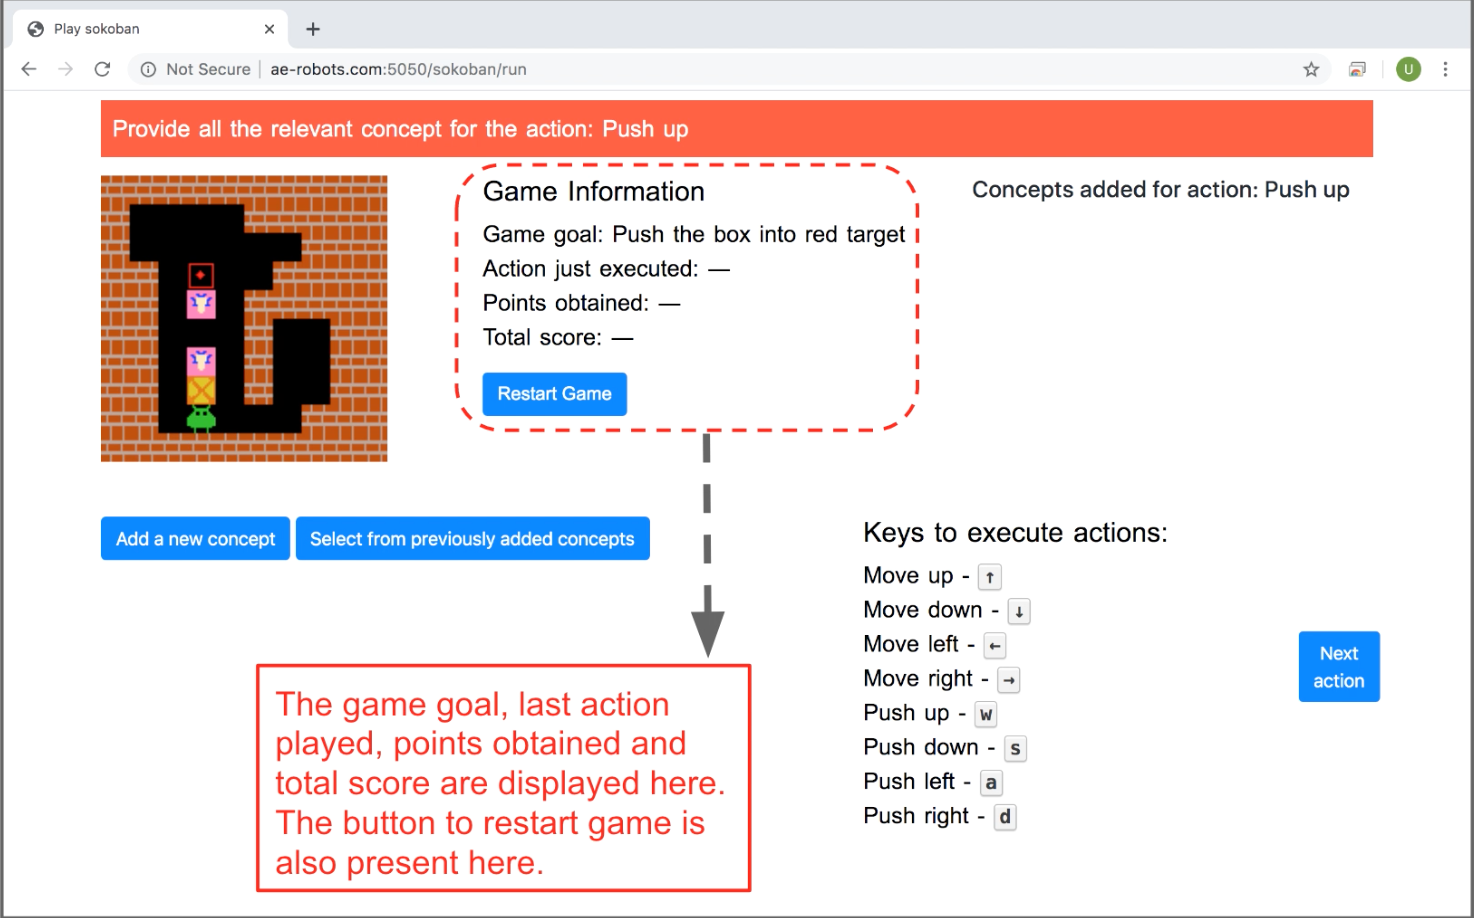 Play sokoban
Not Secure
ae-robots.com:5050/sokoban/run
U
Provide all the relevant concept for the action: Push up
Game Information
Game goal: Push the box into red target
Action just executed: —
Points obtained: —
Total score: —
Restart Game
Concepts added for action: Push up
Add a new concept
Select from previously added concepts
Keys to execute actions:
Move up - ↑
Move down - ↓
Move left - ←
Move right - →
Push up - w
Push down - s
Push left - a
Push right - d
Next
action
The game goal, last action
played, points obtained and
total score are displayed here.
The button to restart game is
also present here.